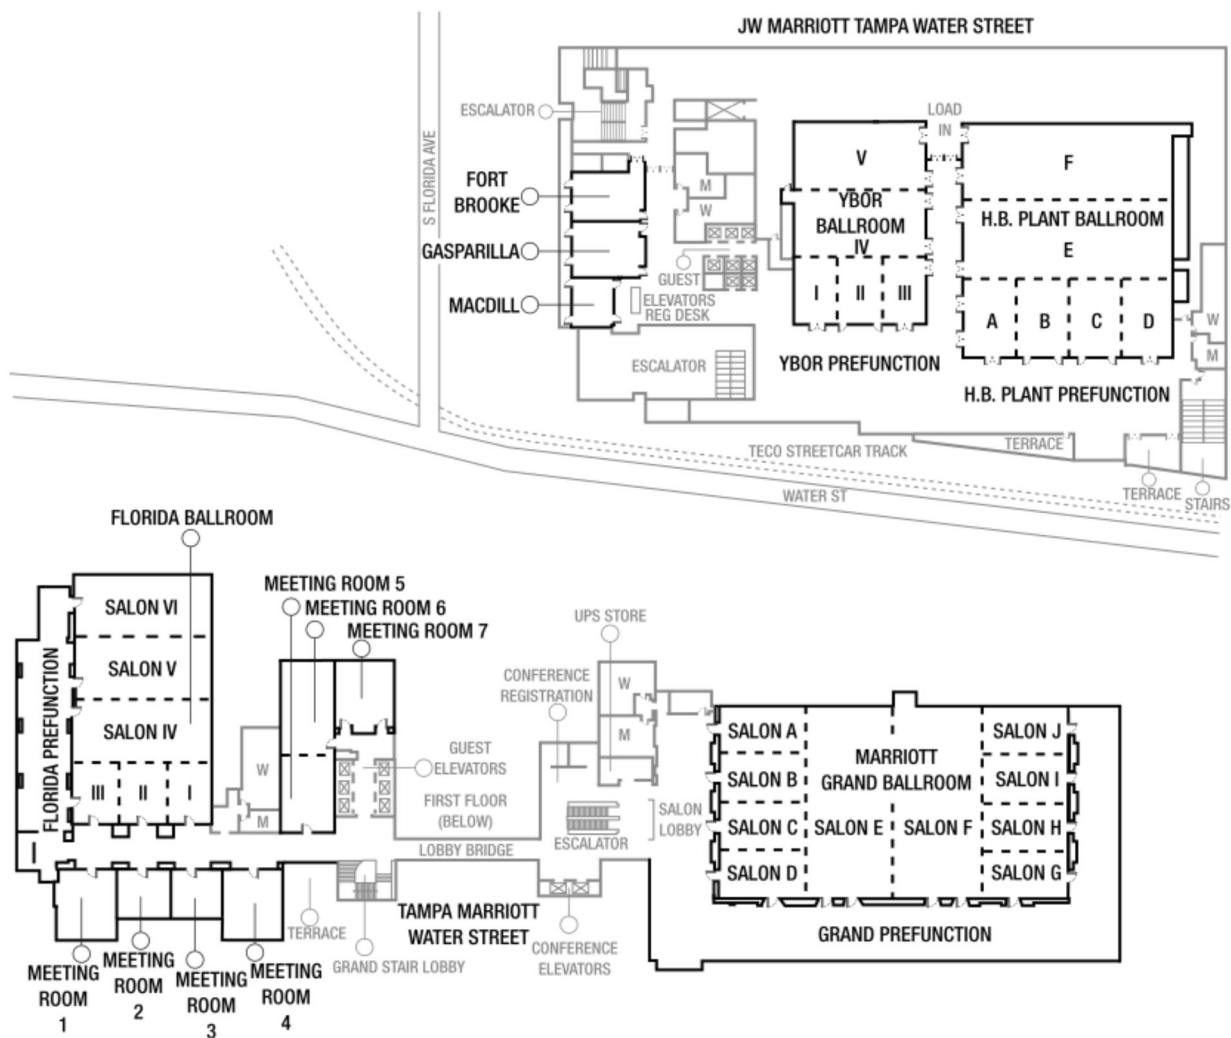 JW MARRIOTT TAMPA WATER STREET
S FLORIDA AVE
ESCALATOR
LOAD
IN
FORT
BROOKE
M
W
V
YBOR
BALLROOM
IV
F
H.B. PLANT BALLROOM
E
GASPARILLA
GUEST
ELEVATORS
REG DESK
MACDILL
I
II
III
A
B
C
D
W
M
ESCALATOR
YBOR PREFUNCTION
H.B. PLANT PREFUNCTION
TERRACE
TECO STREETCAR TRACK
WATER ST
TERRACE
STAIRS
FLORIDA BALLROOM
SALON VI
SALON V
SALON IV
III
II
I
FLORIDA PREFUNCTION
MEETING ROOM 5
MEETING ROOM 6
MEETING ROOM 7
W
M
GUEST
ELEVATORS
FIRST FLOOR
(BELOW)
LOBBY BRIDGE
UPS STORE
CONFERENCE
REGISTRATION
W
M
ESCALATOR
SALON
LOBBY
SALON A
SALON B
SALON C
SALON D
MARRIOTT
GRAND BALLROOM
SALON E
SALON F
SALON J
SALON I
SALON H
SALON G
GRAND PREFUNCTION
MEETING
ROOM
1
MEETING
ROOM
2
MEETING
ROOM
3
MEETING
ROOM
4
TERRACE
GRAND STAIR LOBBY
TAMPA MARRIOTT
WATER STREET
CONFERENCE
ELEVATORS